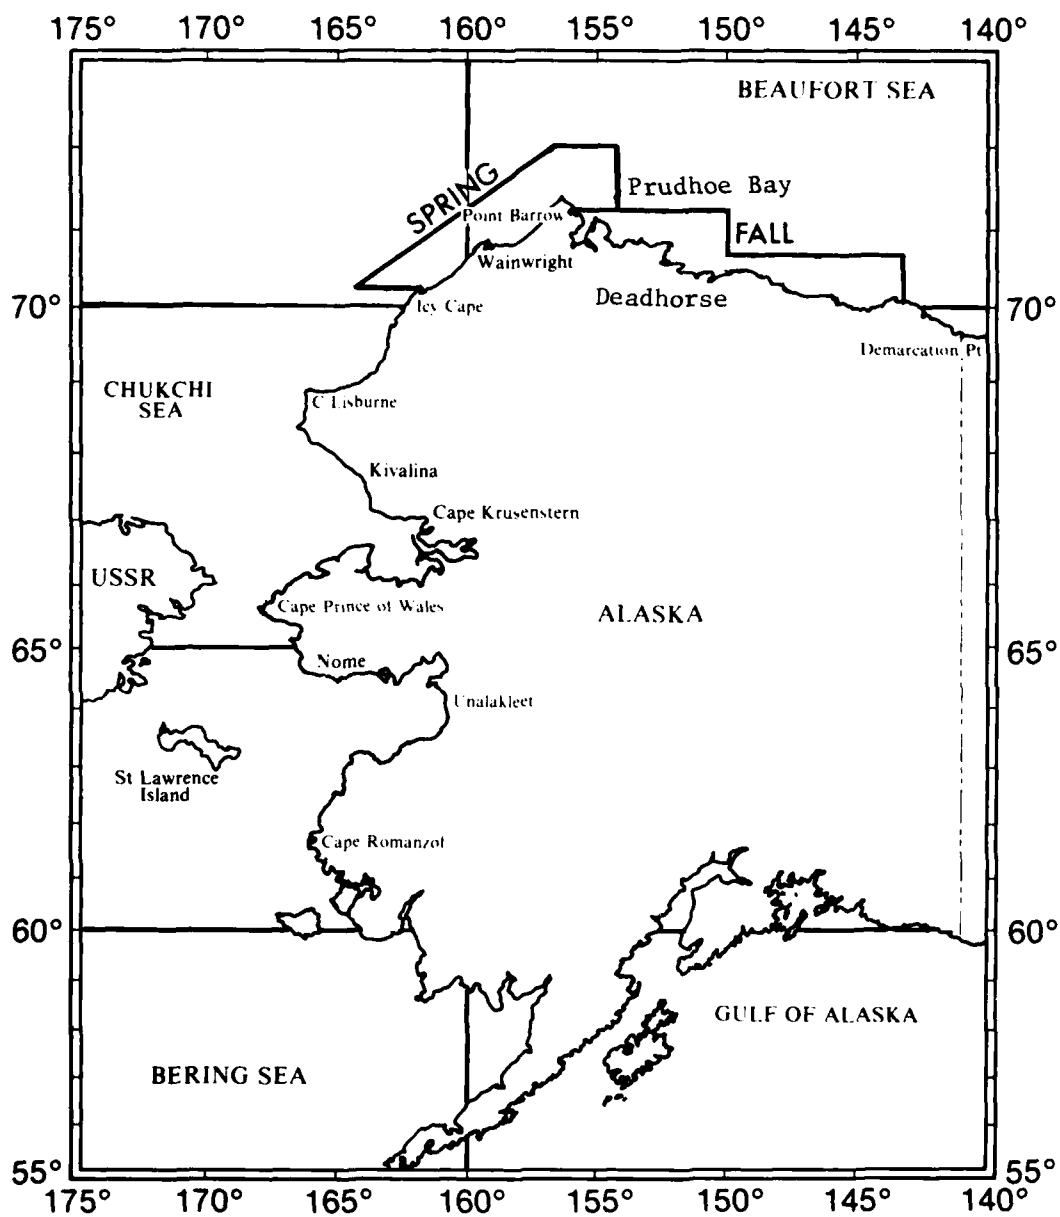 175° 170° 165° 160° 155° 150° 145° 140°
BEAUFORT SEA
SPRING
Prudhoe Bay
Point Barrow
FALL
Wainwright
Deadhorse
70° Icy Cape 70°
Demarcation Pt
CHUKCHI
SEA
C Lisburne
Kivalina
Cape Krusenstern
USSR
Cape Prince of Wales
ALASKA
65° 65°
Nome
Unalakleet
St Lawrence
Island
Cape Romanzof
60° 60°
GULF OF ALASKA
BERING SEA
55° 55°
175° 170° 165° 160° 155° 150° 145° 140°